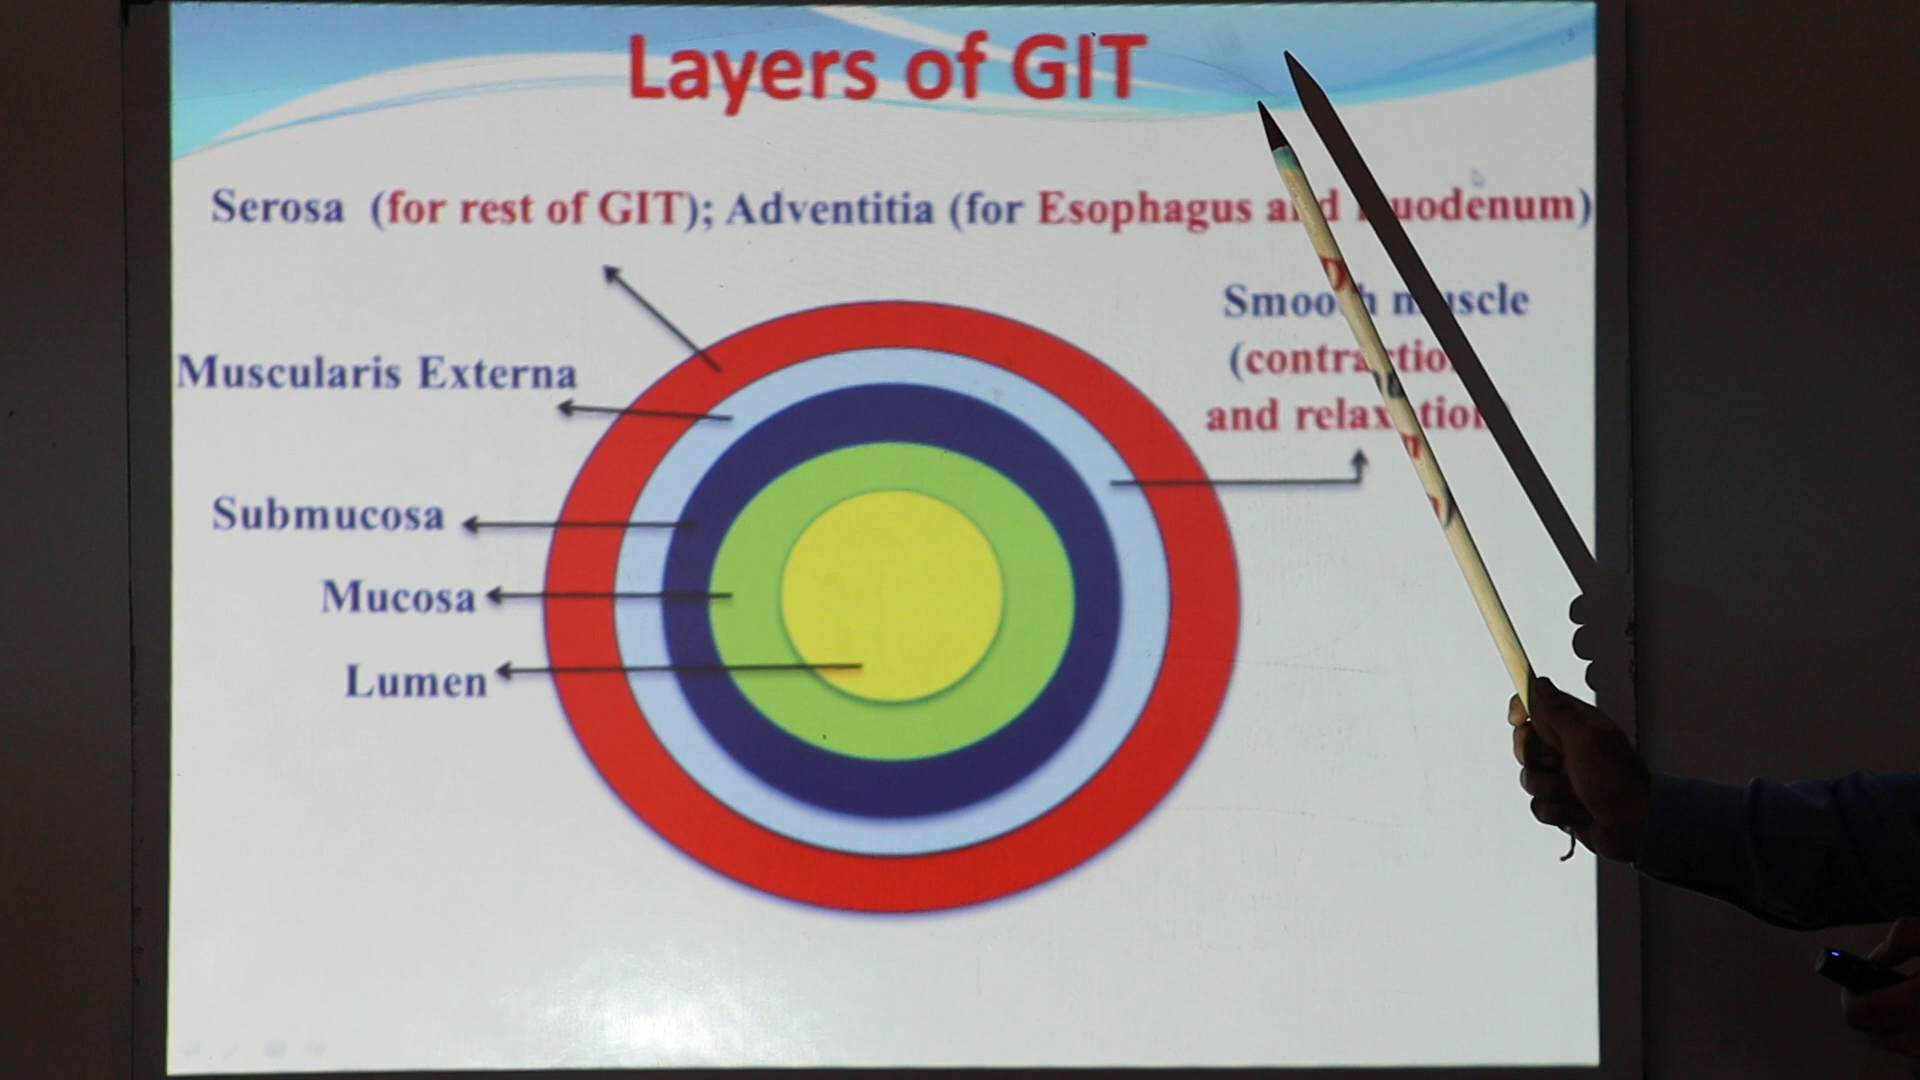 Layers of GIT
Serosa (for rest of GIT); Adventitia (for Esophagus and Duodenum)
Smooth muscle
(contraction
and relaxation)
Muscularis Externa
Submucosa
Mucosa
Lumen